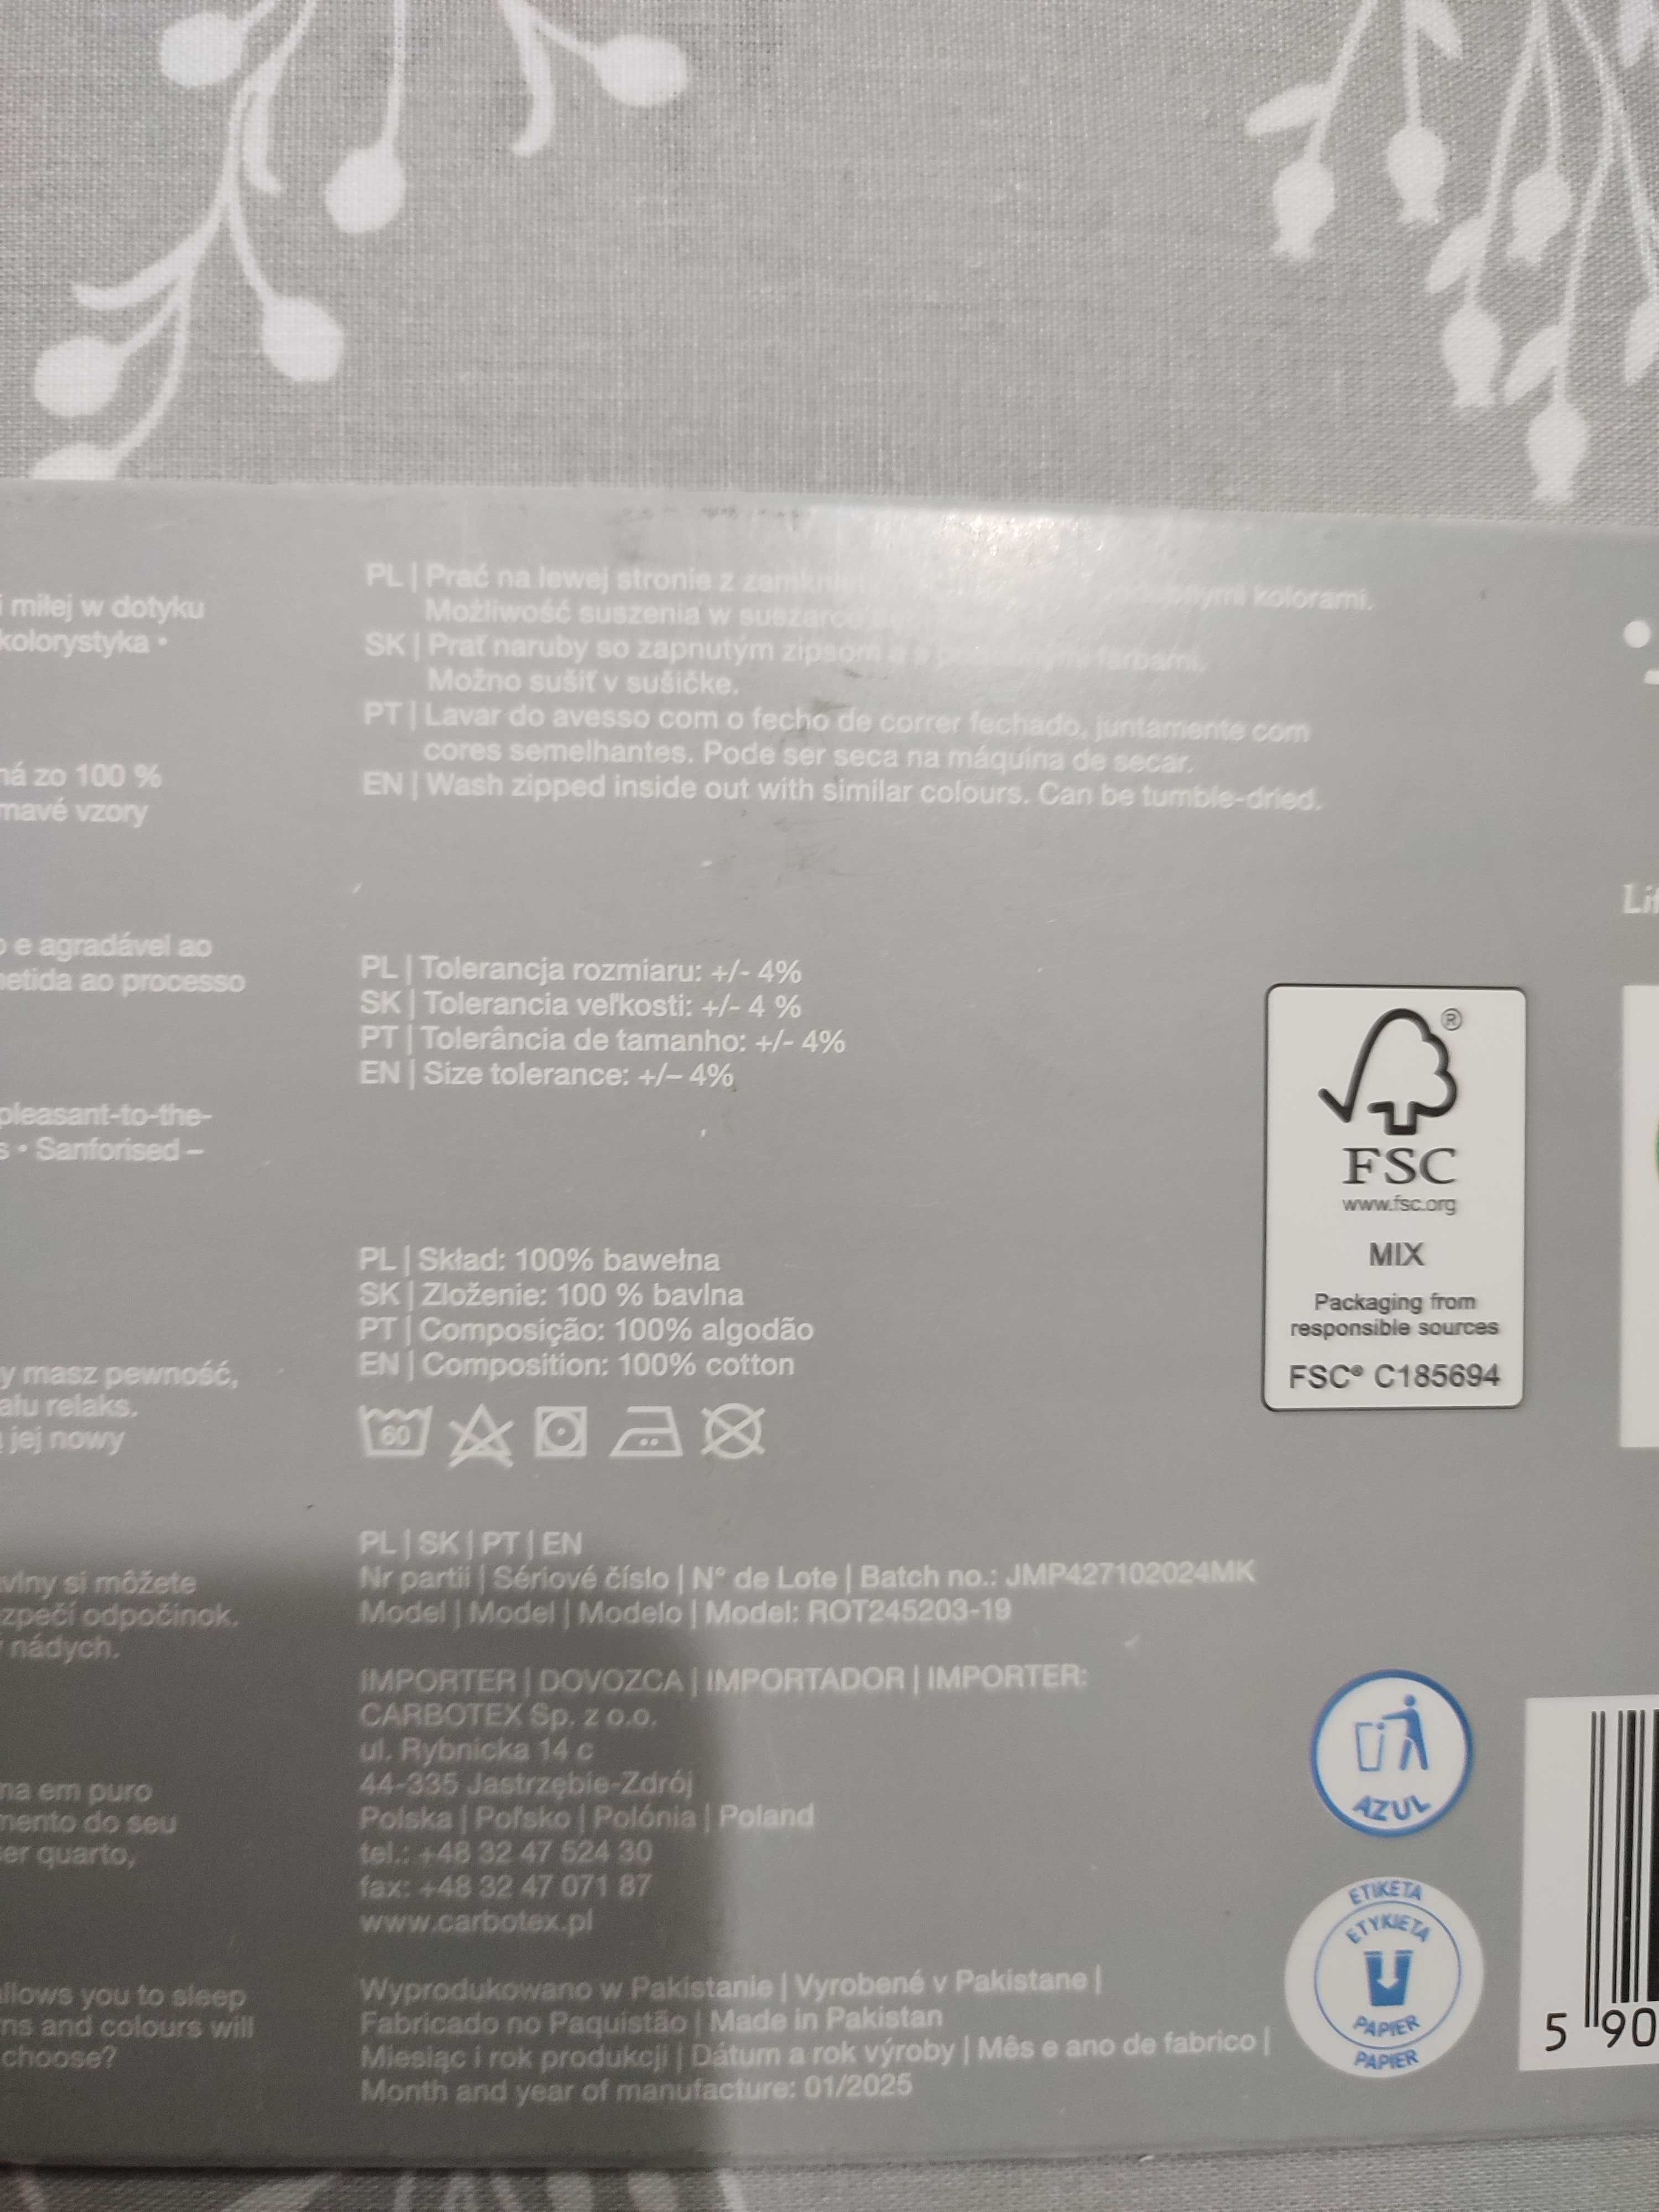 i miłej w dotyku
kolorystyka •
ná zo 100 %
mavé vzory
o e agradável ao
netida ao processo
pleasant-to-the-
s • Sanforised –
y masz pewność,
ału relaks.
jej nowy
vlny si môžete
zpečí odpočinok.
nádych.
na em puro
mento do seu
er quarto,
llows you to sleep
ns and colours will
choose?
PL | Prać na lewej stronie z kolorami.
Możliwość suszenia w suszarce
SK | Prať naruby so zapnutým zipsom a s farbami.
Možno sušiť v sušičke.
PT | Lavar do avesso com o fecho de correr fechado, juntamente com
cores semelhantes. Pode ser seca na máquina de secar.
EN | Wash zipped inside out with similar colours. Can be tumble-dried.
PL | Tolerancja rozmiaru: +/- 4%
SK | Tolerancia veľkosti: +/- 4 %
PT | Tolerância de tamanho: +/- 4%
EN | Size tolerance: +/– 4%
PL | Skład: 100% bawełna
SK | Zloženie: 100 % bavlna
PT | Composição: 100% algodão
EN | Composition: 100% cotton
60
PL | SK | PT | EN
Nr partii | Sériové číslo | N° de Lote | Batch no.: JMP427102024MK
Model | Model | Modelo | Model: ROT245203-19
IMPORTER | DOVOZCA | IMPORTADOR | IMPORTER:
CARBOTEX Sp. z o.o.
ul. Rybnicka 14 c
44-335 Jastrzębie-Zdrój
Polska | Poľsko | Polónia | Poland
tel.: +48 32 47 524 30
fax: +48 32 47 071 87
www.carbotex.pl
Wyprodukowano w Pakistanie | Vyrobené v Pakistane |
Fabricado no Paquistão | Made in Pakistan
Miesiąc i rok produkcji | Dátum a rok výroby | Mês e ano de fabrico |
Month and year of manufacture: 01/2025
®
FSC
www.fsc.org
MIX
Packaging from
responsible sources
FSC® C185694
AZUL
ETIKETA
ETYKIETA
PAPIER
PAPIER
Lif
5 90